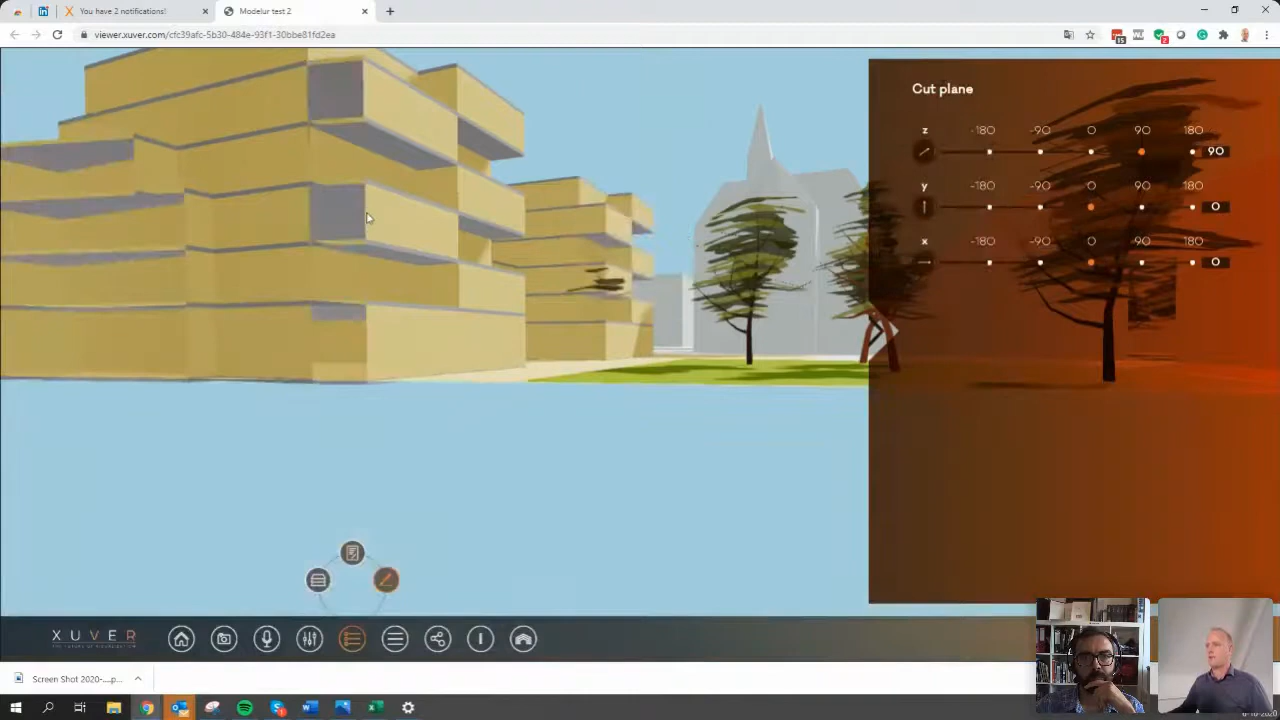 You have 2 notifications!
Modelur test 2
viewer.xuver.com/cfc39afc-5b30-484e-93f1-30bbe81fd2ea
15
2
Cut plane
z -180 -90 0 90 180
90
y -180 -90 0 90 180
0
x -180 -90 0 90 180
0
XUVER
Screen Shot 2020-....p...